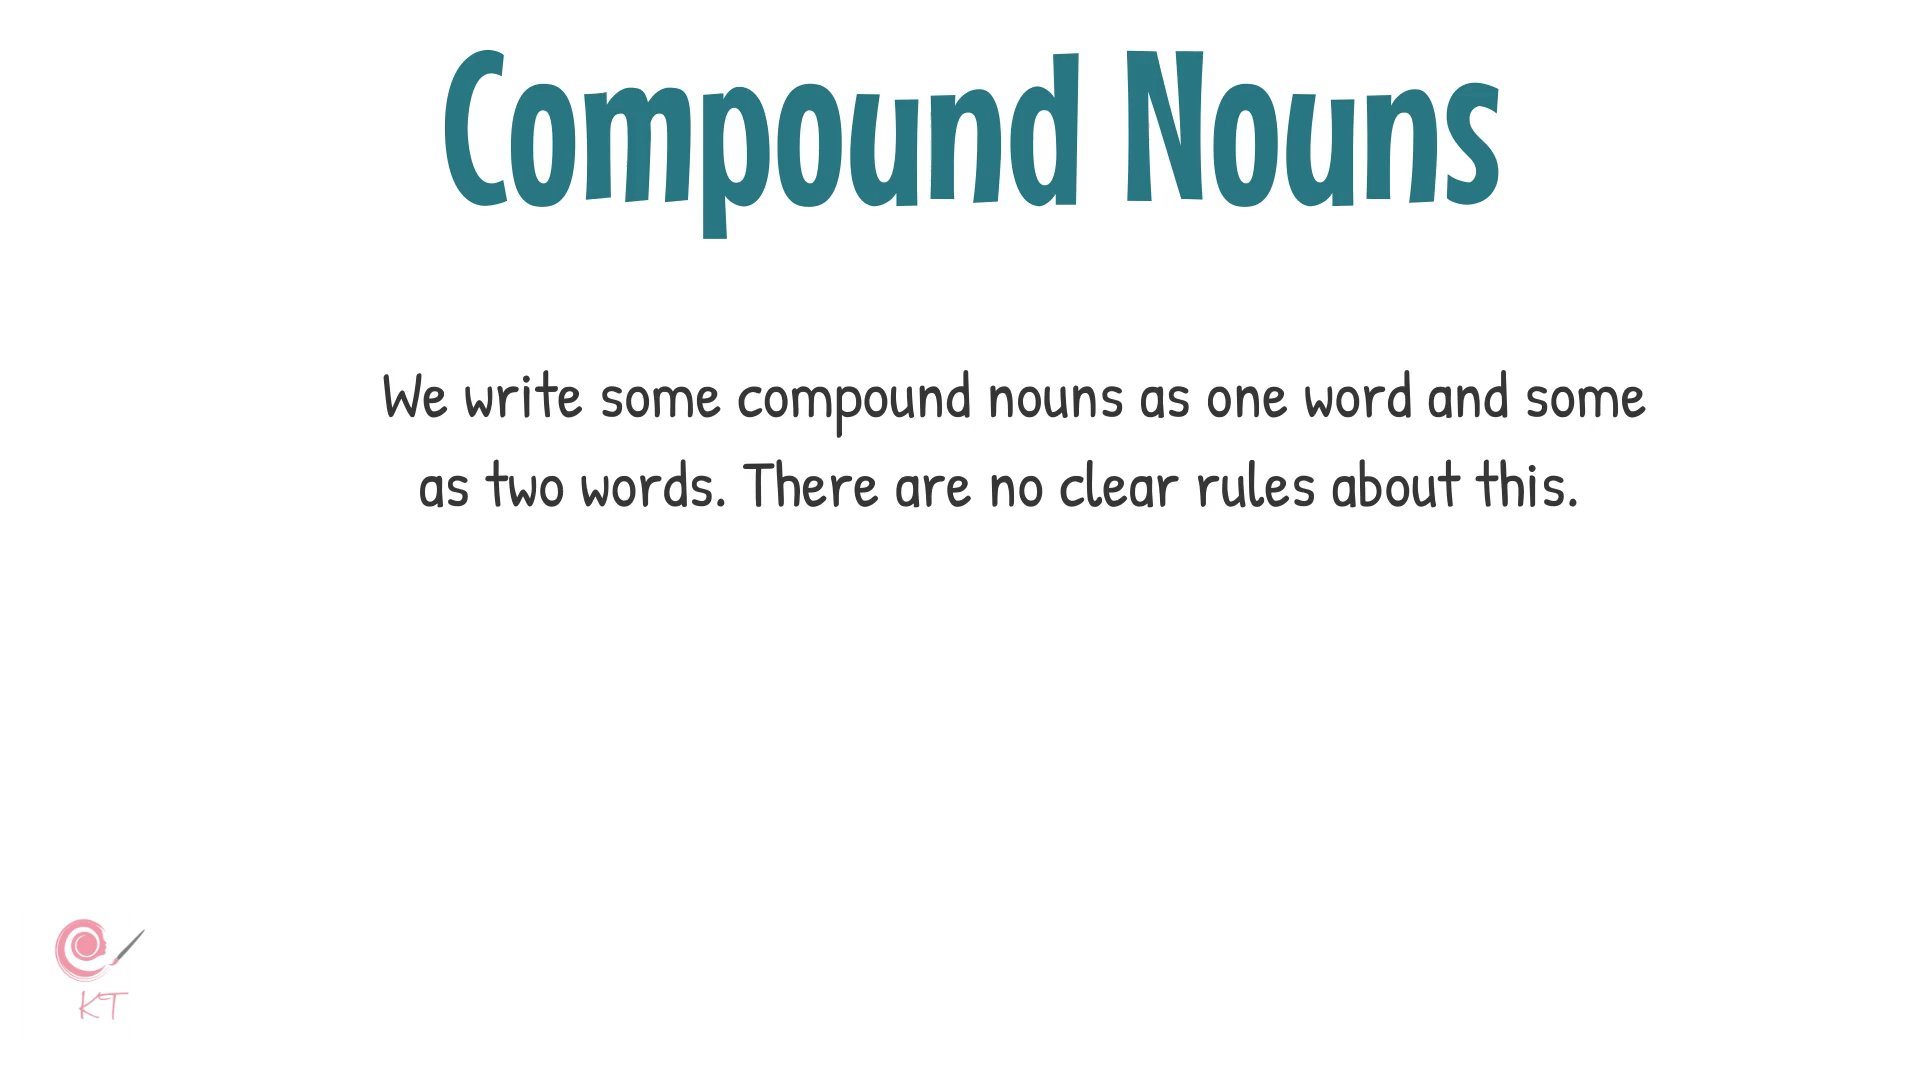 Compound Nouns
We write some compound nouns as one word and some
as two words. There are no clear rules about this.
KT